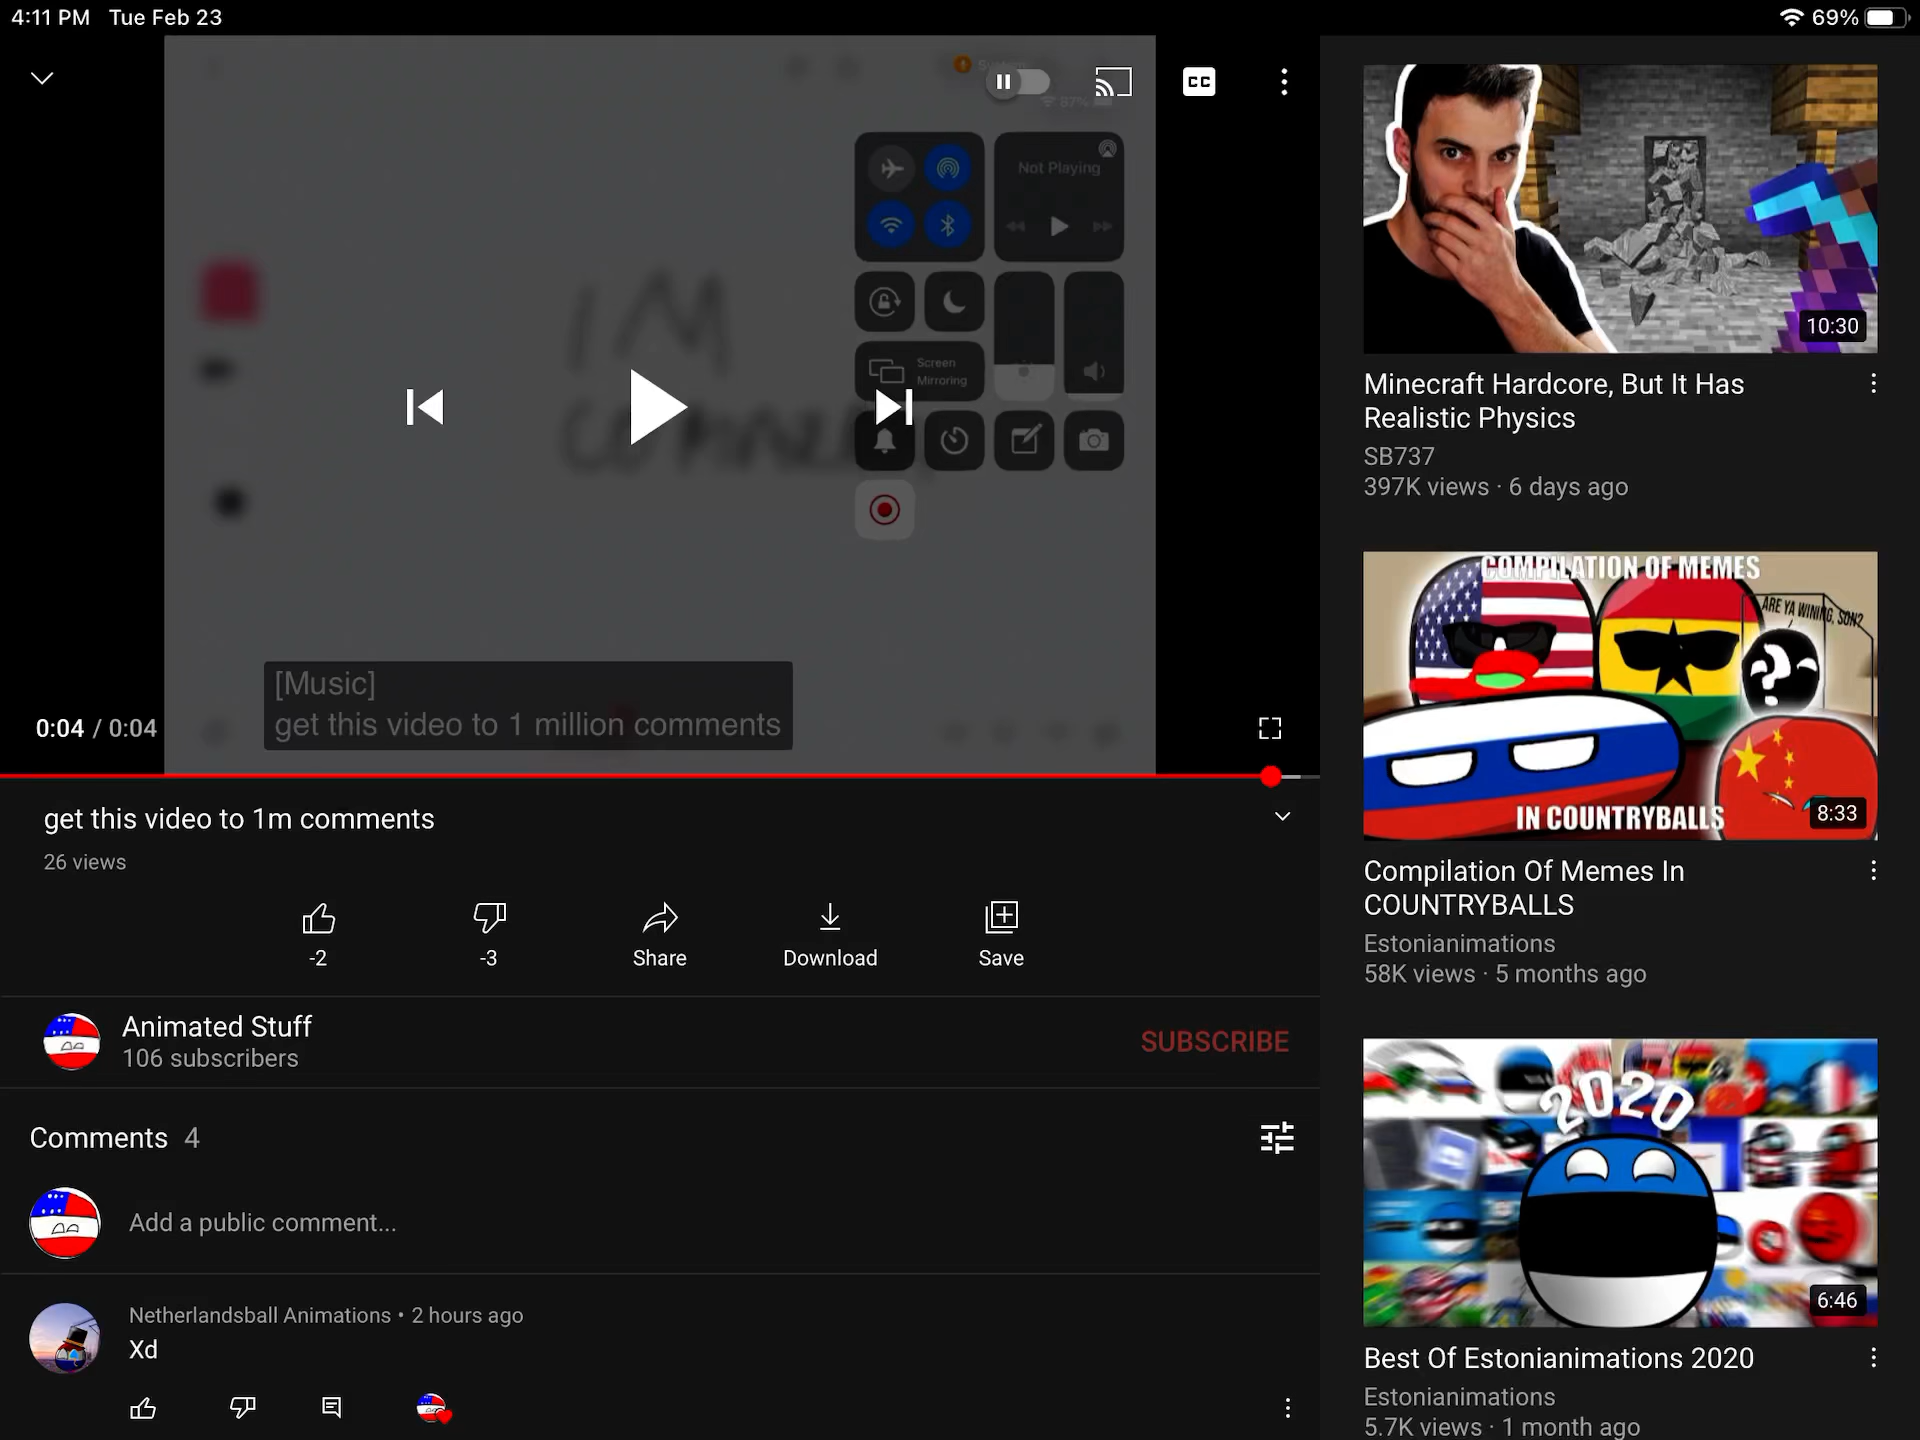 4:11 PM Tue Feb 23
69%
CC
Not Playing
I M
Screen
Mirroring
[Music]
get this video to 1 million comments
0:04 / 0:04
get this video to 1m comments
26 views
-2
-3
Share
Download
Save
Animated Stuff
106 subscribers
SUBSCRIBE
Comments 4
Add a public comment...
Netherlandsball Animations • 2 hours ago
Xd
10:30
Minecraft Hardcore, But It Has
Realistic Physics
SB737
397K views · 6 days ago
COMPILATION OF MEMES
ARE YA WINING, SON?
IN COUNTRYBALLS
8:33
Compilation Of Memes In
COUNTRYBALLS
Estonianimations
58K views · 5 months ago
2020
6:46
Best Of Estonianimations 2020
Estonianimations
5.7K views · 1 month ago